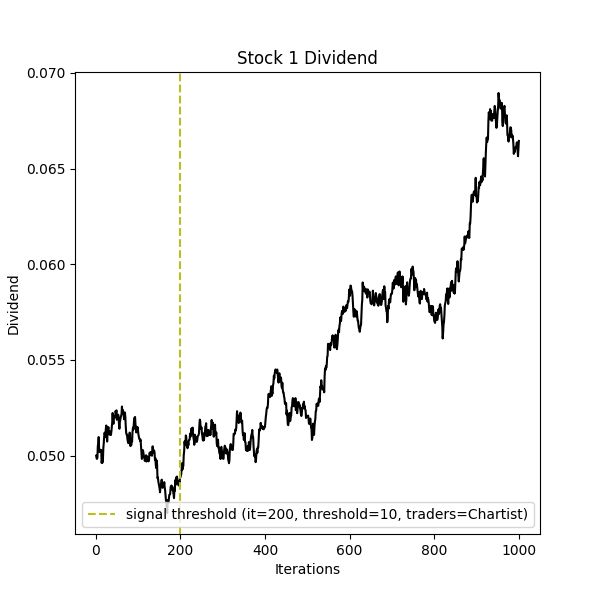 Stock 1 Dividend
0.070
0.065
0.060
0.055
0.050
Dividend
signal threshold (it=200, threshold=10, traders=Chartist)
0 200 400 600 800 1000
Iterations